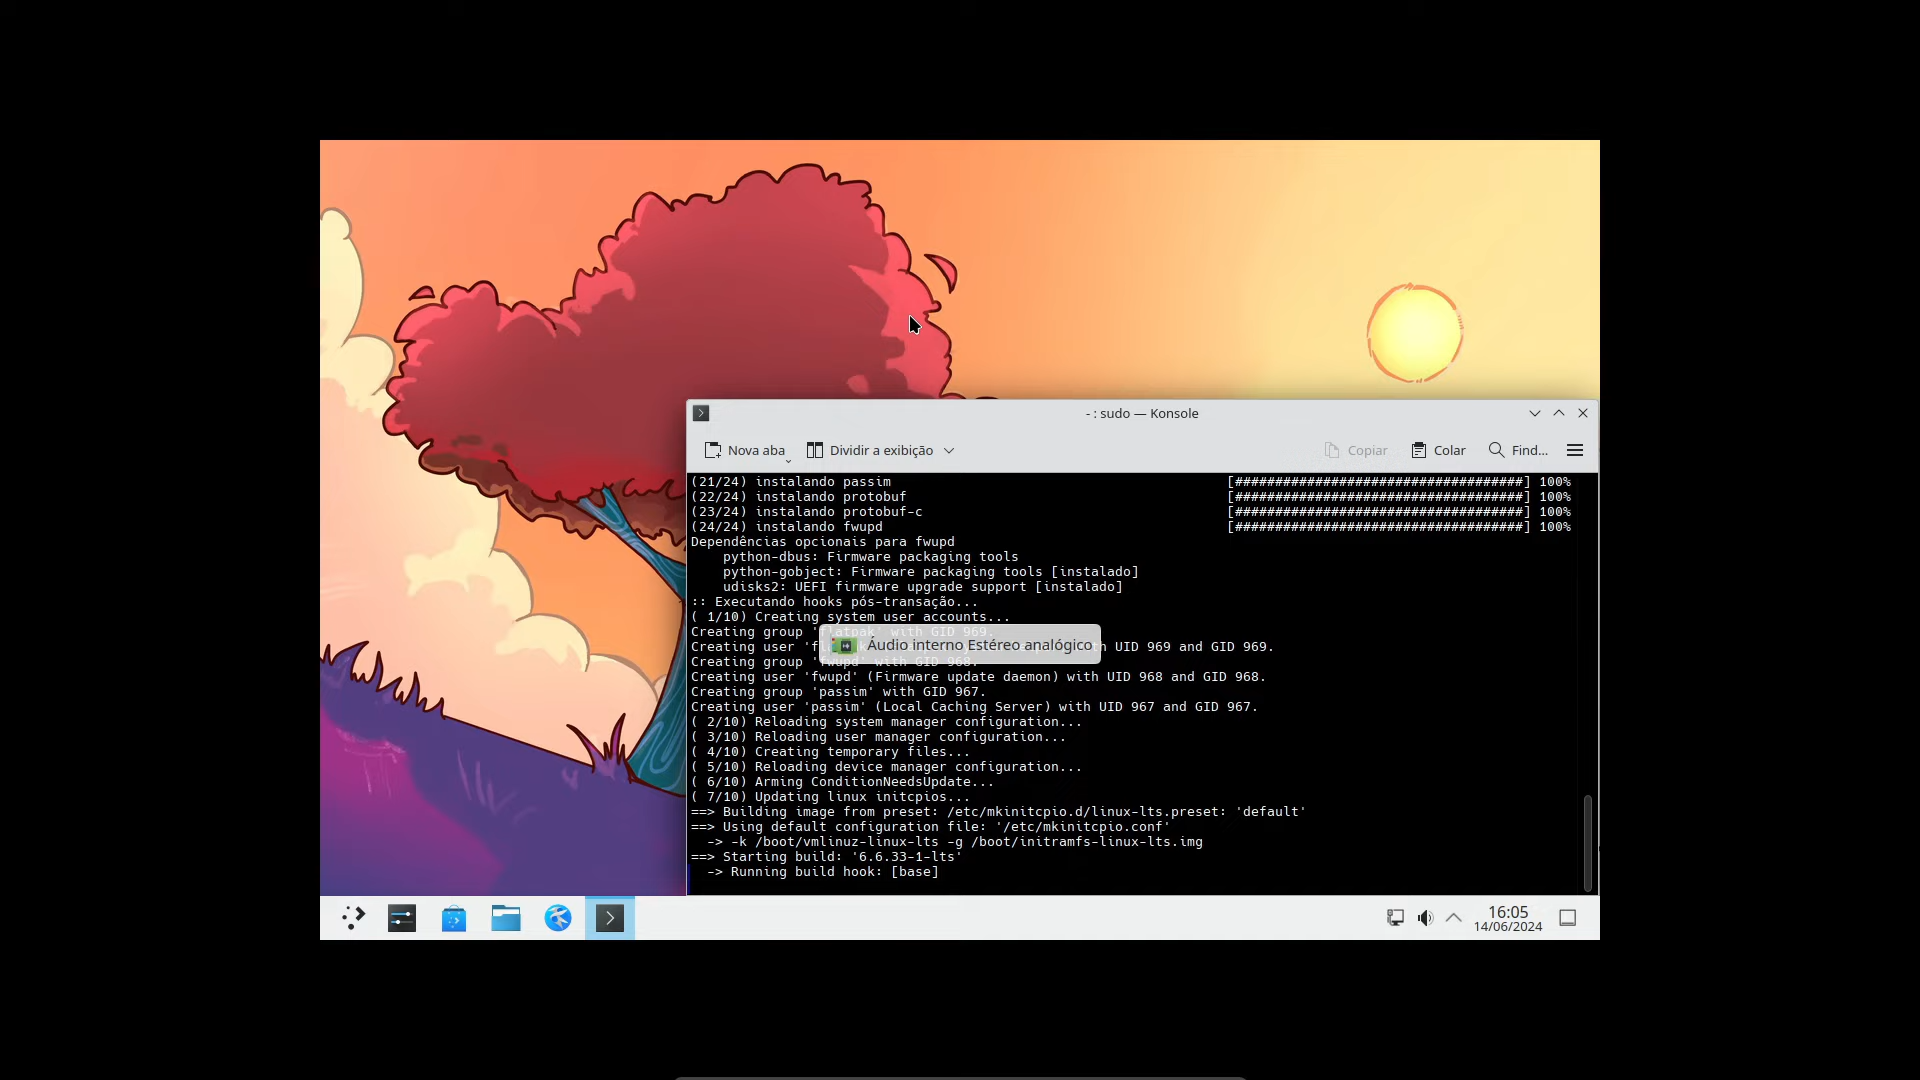 - : sudo — Konsole
Nova aba
Dividir a exibição
Copiar
Colar
Find...
(21/24) instalando passim [####################################] 100%
(22/24) instalando protobuf [####################################] 100%
(23/24) instalando protobuf-c [####################################] 100%
(24/24) instalando fwupd [####################################] 100%
Dependências opcionais para fwupd
python-dbus: Firmware packaging tools
python-gobject: Firmware packaging tools [instalado]
udisks2: UEFI firmware upgrade support [instalado]
:: Executando hooks pós-transação...
( 1/10) Creating system user accounts...
Creating group 'flatpak' with GID 969.
Creating user 'fl UID 969 and GID 969.
Áudio interno Estéreo analógico
Creating group 'fwupd' with GID 968.
Creating user 'fwupd' (Firmware update daemon) with UID 968 and GID 968.
Creating group 'passim' with GID 967.
Creating user 'passim' (Local Caching Server) with UID 967 and GID 967.
( 2/10) Reloading system manager configuration...
( 3/10) Reloading user manager configuration...
( 4/10) Creating temporary files...
( 5/10) Reloading device manager configuration...
( 6/10) Arming ConditionNeedsUpdate...
( 7/10) Updating linux initcpios...
==> Building image from preset: /etc/mkinitcpio.d/linux-lts.preset: 'default'
==> Using default configuration file: '/etc/mkinitcpio.conf'
-> -k /boot/vmlinuz-linux-lts -g /boot/initramfs-linux-lts.img
==> Starting build: '6.6.33-1-lts'
-> Running build hook: [base]
16:05
14/06/2024